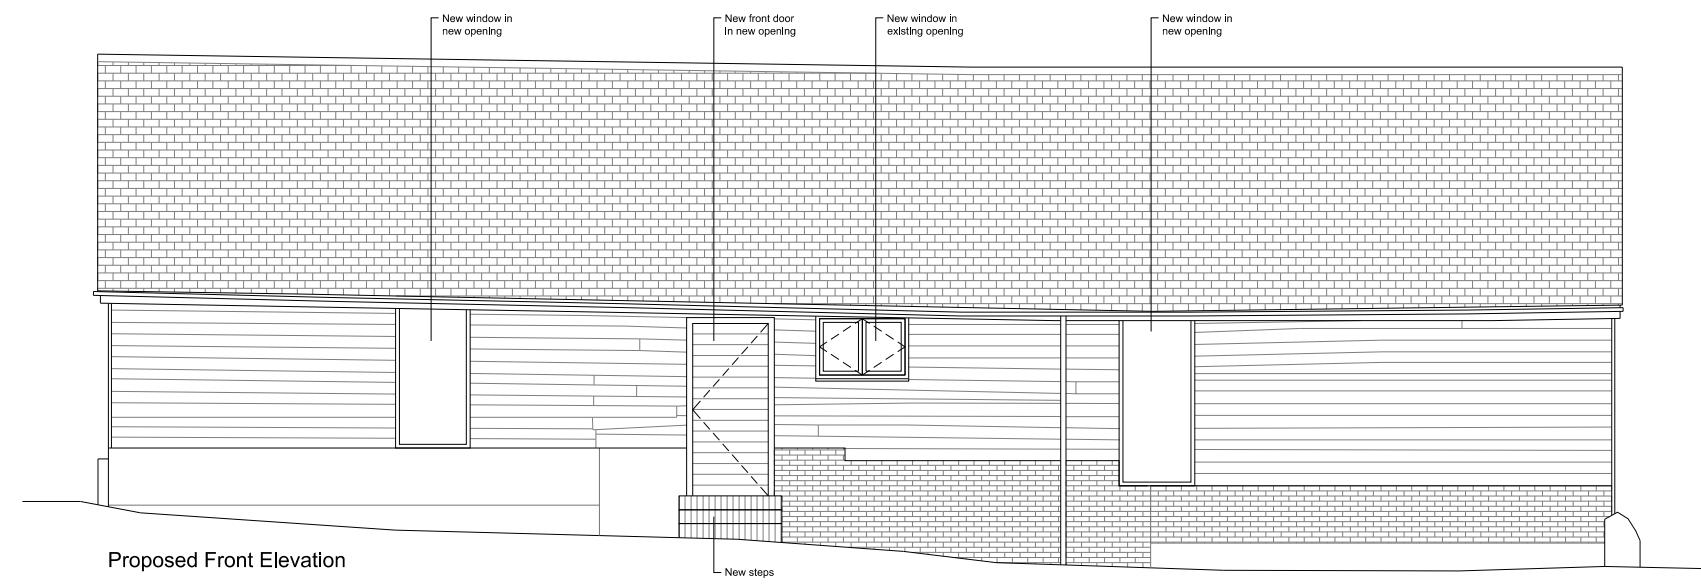 New window in
new opening
New front door
in new opening
New window in
existing opening
New window in
new opening
Proposed Front Elevation
New steps